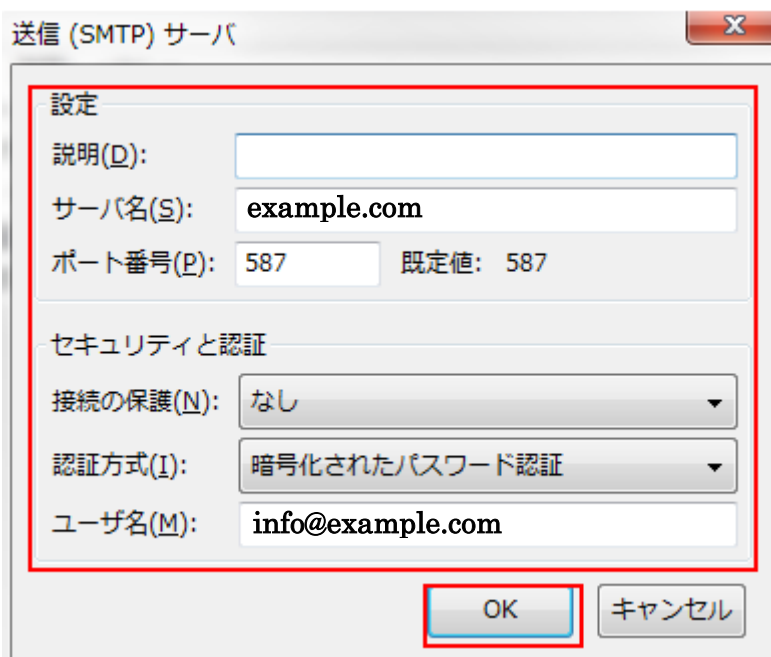 送信 (SMTP) サーバ
設定
説明(D):
サーバ名(S): example.com
ポート番号(P): 587 既定値: 587
セキュリティと認証
接続の保護(N): なし
認証方式(I): 暗号化されたパスワード認証
ユーザ名(M): info@example.com
OK キャンセル